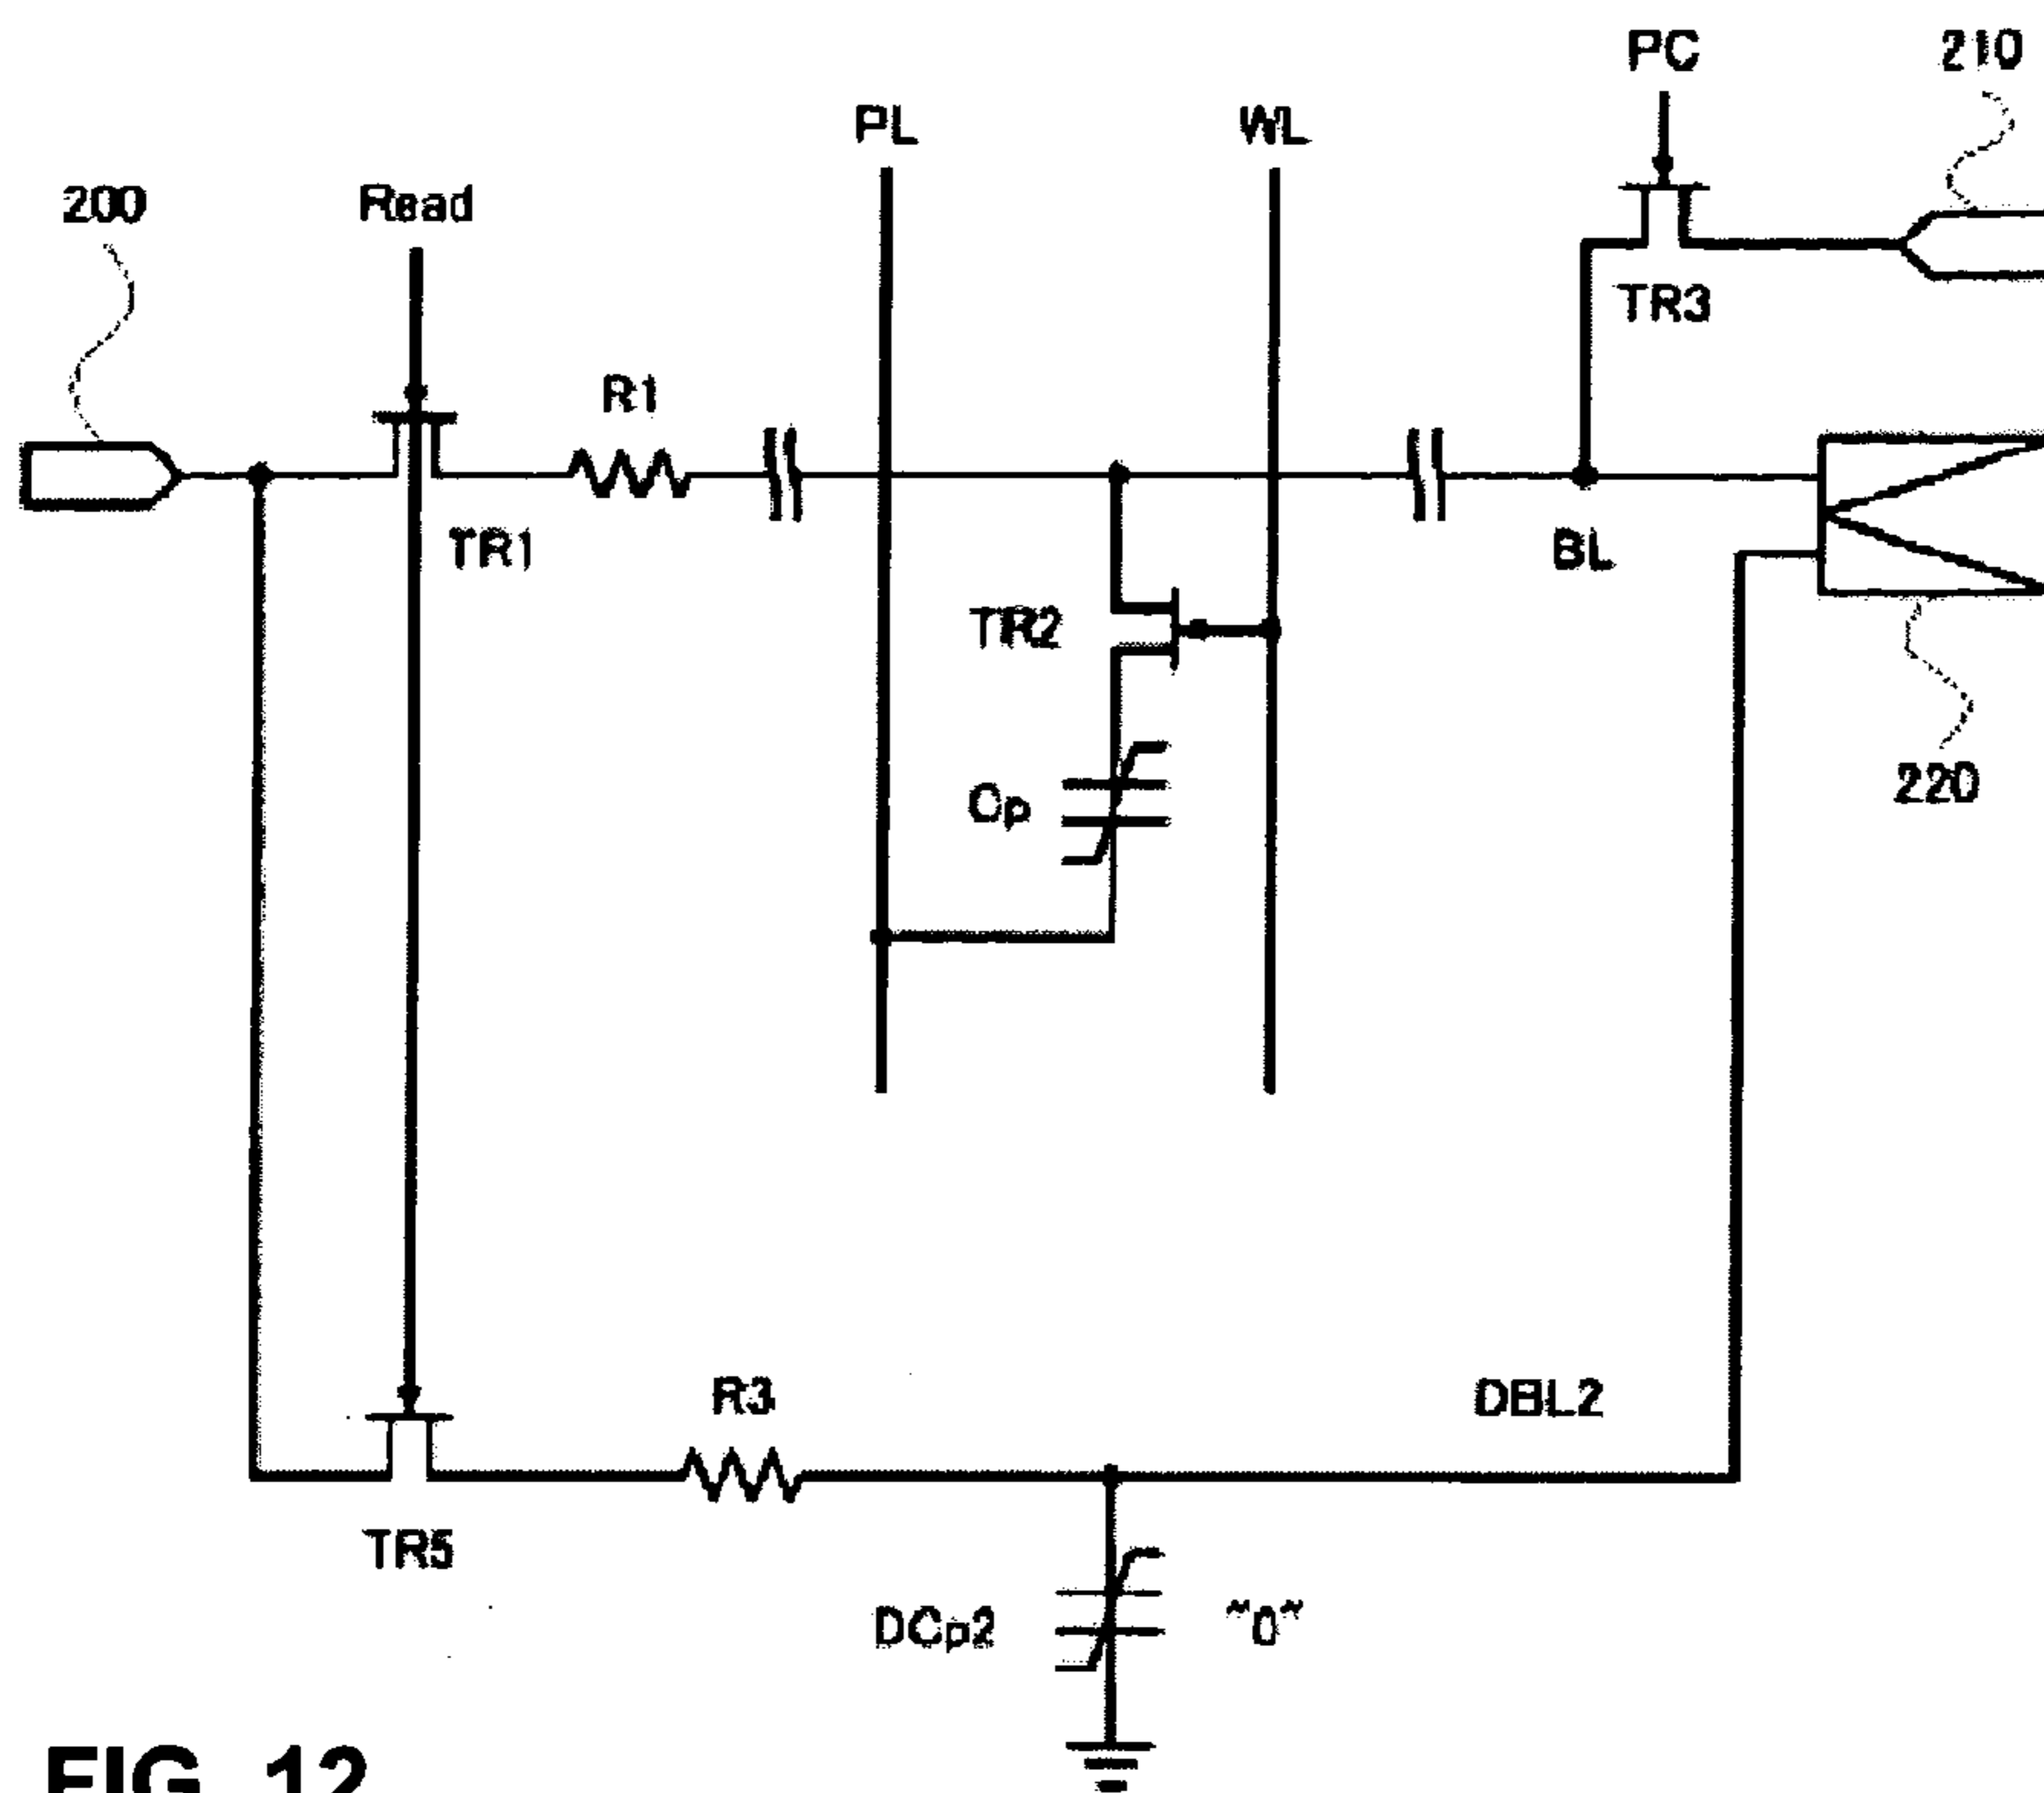 PC
210
PL
WL
200
Read
TR3
R1
TR1
BL
TR2
Cp
220
R3
DBL2
TR5
DCp2
"0"
FIG. 12